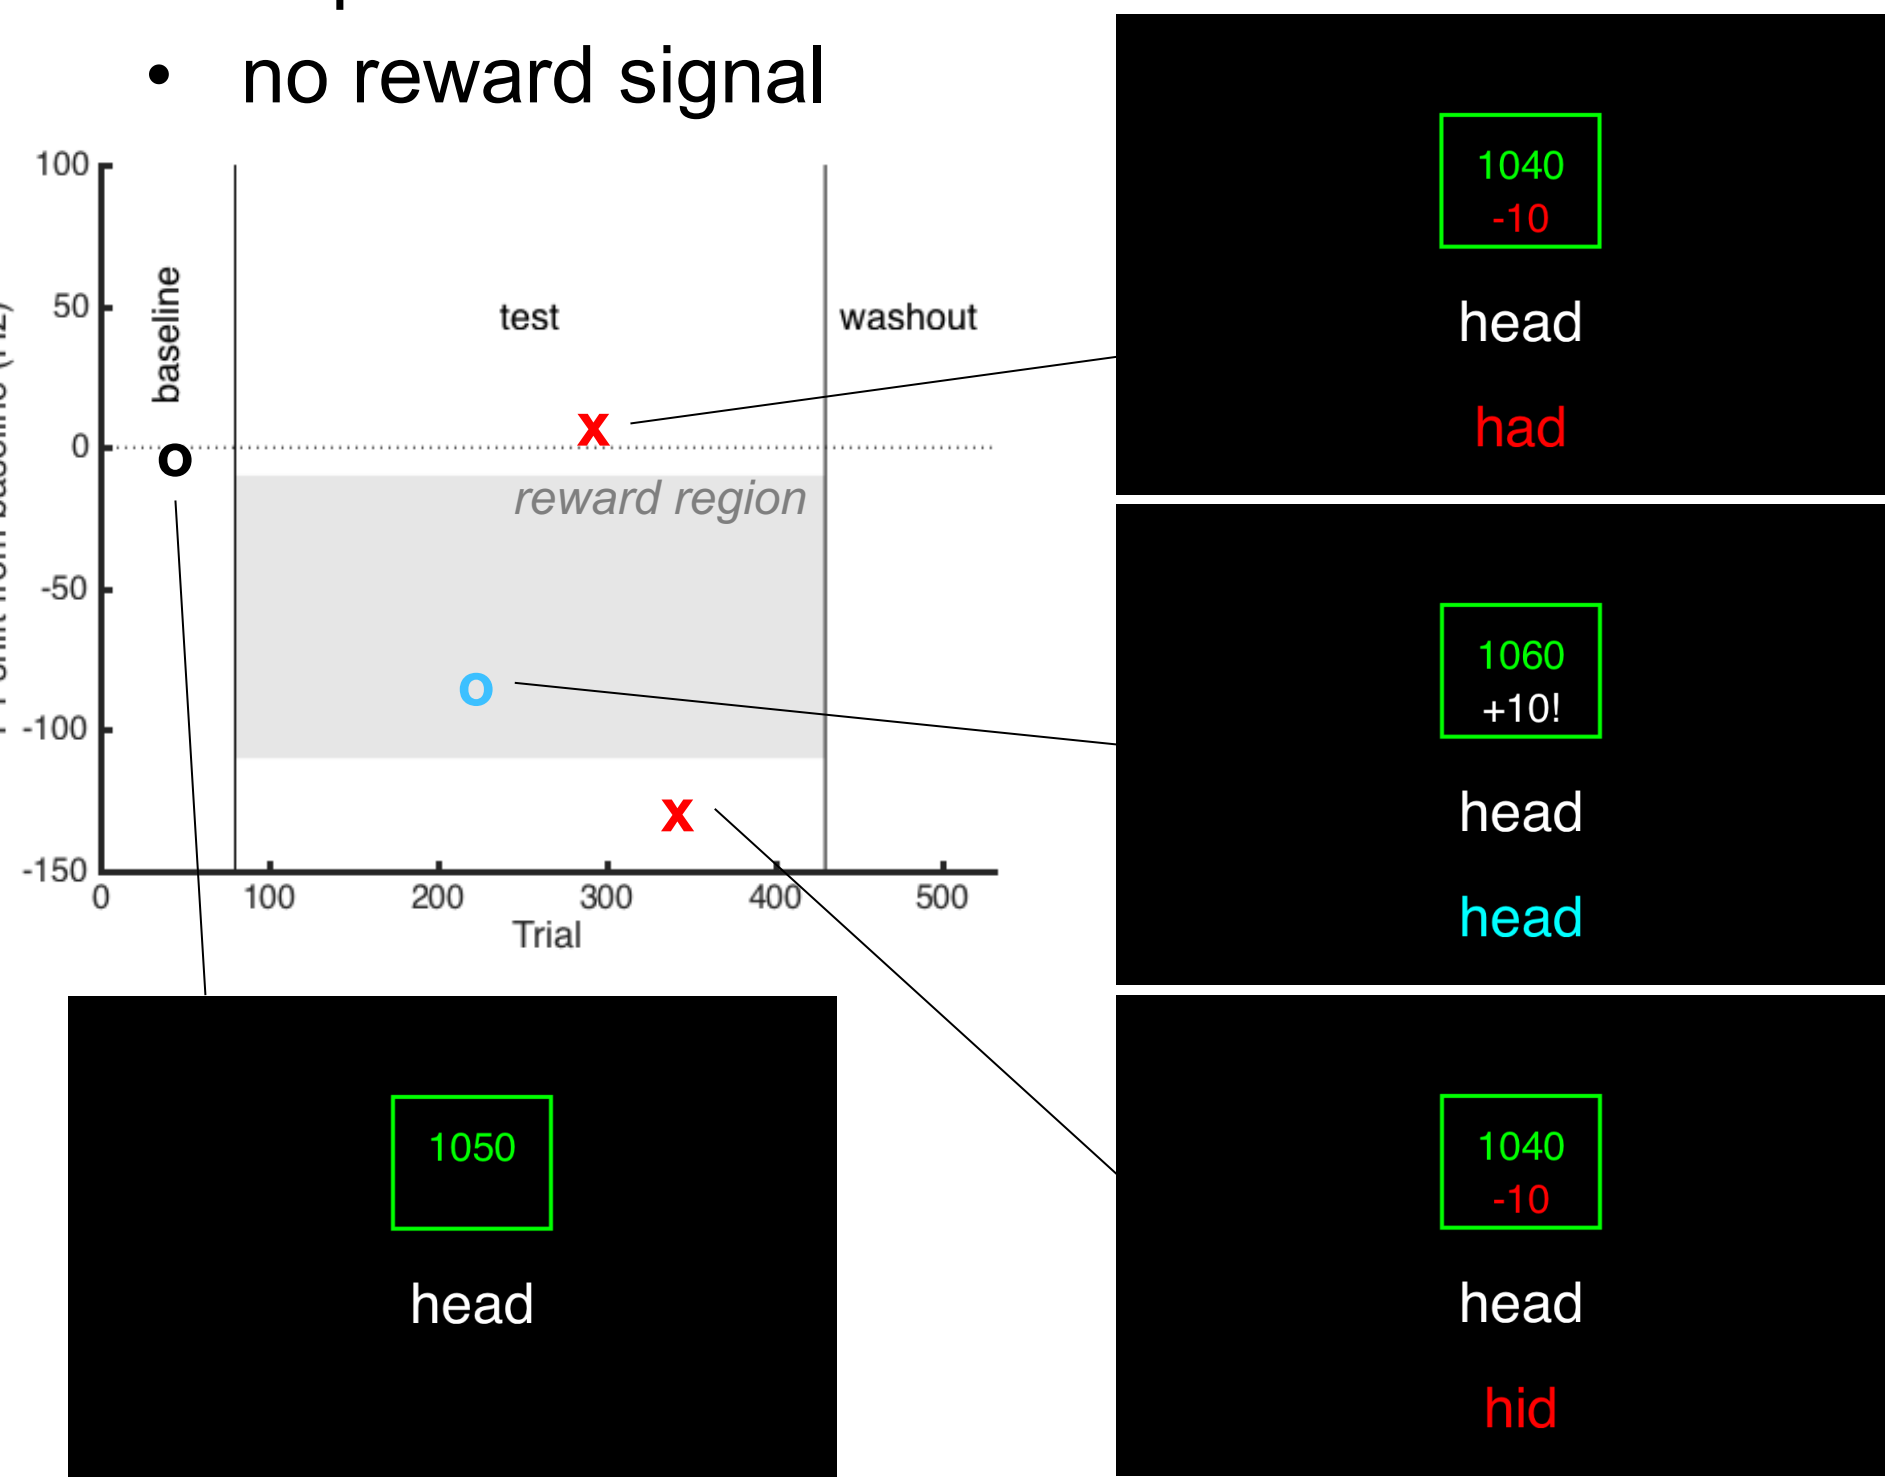 • no reward signal
100
50
0
-50
-100
-150
baseline
test
washout
reward region
x
o
o
x
0 100 200 300 400 500
Trial
1040
-10
head
had
1060
+10!
head
head
1050
head
1040
-10
head
hid